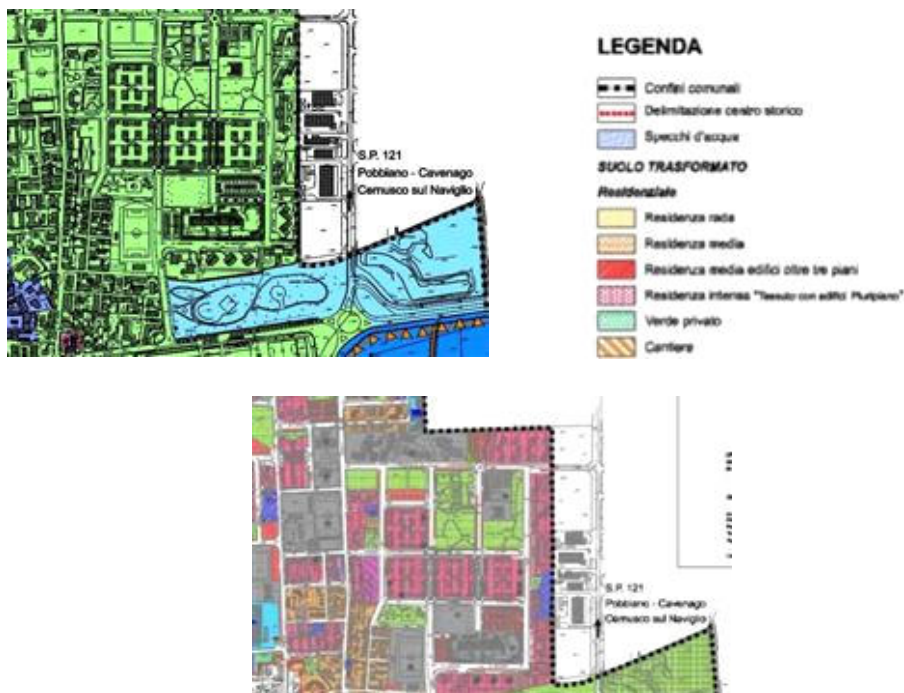 LEGENDA
Confini comunali
Delimitazione centro storico
Specchi d'acqua
SUOLO TRASFORMATO
Residenziale
Residenza rada
Residenza media
Residenza media edifici oltre tre piani
Residenza intensa "Tessuto con edifici Pluripiano"
Verde privato
Cantiere
S.P. 121
Pobbiano - Cavenago
Cernusco sul Naviglio
S.P. 121
Pobbiano - Cavenago
Cernusco sul Naviglio